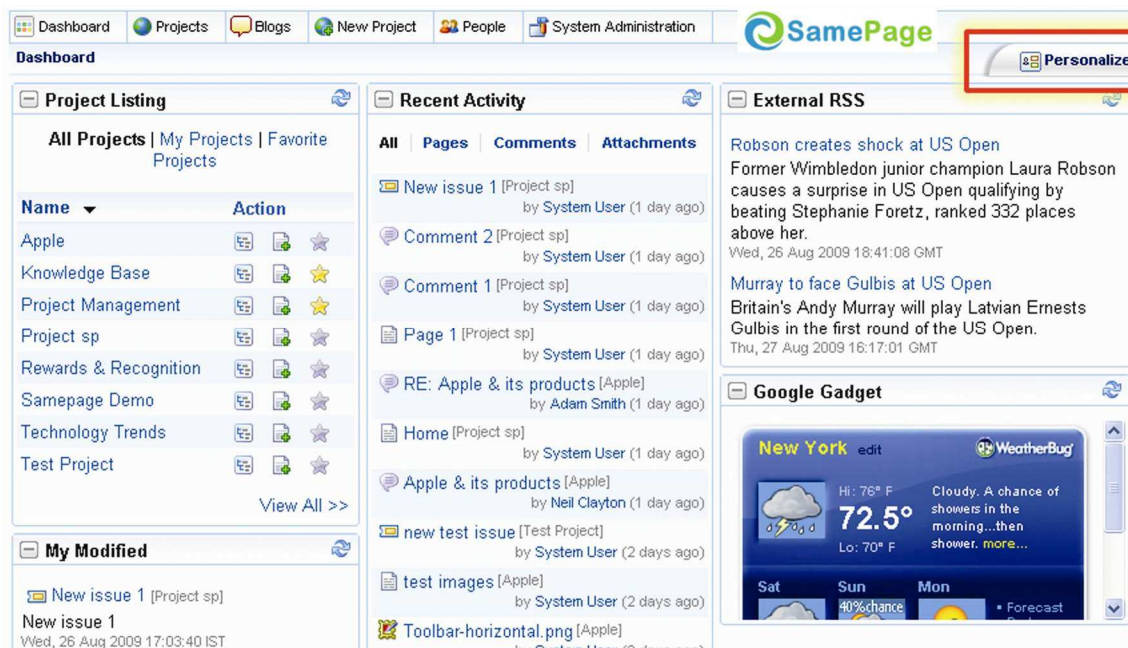 Dashboard Projects Blogs New Project People System Administration
SamePage
Dashboard
Personalize
Project Listing
All Projects | My Projects | Favorite
Projects
Name Action
Apple
Knowledge Base
Project Management
Project sp
Rewards & Recognition
Samepage Demo
Technology Trends
Test Project
View All >>
My Modified
New issue 1 [Project sp]
New issue 1
Wed, 26 Aug 2009 17:03:40 IST
Recent Activity
All Pages Comments Attachments
New issue 1 [Project sp]
by System User (1 day ago)
Comment 2 [Project sp]
by System User (1 day ago)
Comment 1 [Project sp]
by System User (1 day ago)
Page 1 [Project sp]
by System User (1 day ago)
RE: Apple & its products [Apple]
by Adam Smith (1 day ago)
Home [Project sp]
by System User (1 day ago)
Apple & its products [Apple]
by Neil Clayton (1 day ago)
new test issue [Test Project]
by System User (2 days ago)
test images [Apple]
by System User (2 days ago)
Toolbar-horizontal.png [Apple]
External RSS
Robson creates shock at US Open
Former Wimbledon junior champion Laura Robson
causes a surprise in US Open qualifying by
beating Stephanie Foretz, ranked 332 places
above her.
Wed, 26 Aug 2009 18:41:08 GMT
Murray to face Gulbis at US Open
Britain's Andy Murray will play Latvian Ernests
Gulbis in the first round of the US Open.
Thu, 27 Aug 2009 16:17:01 GMT
Google Gadget
New York edit WeatherBug
Hi: 76° F
72.5°
Lo: 70° F
Cloudy. A chance of
showers in the
morning...then
shower. more...
Sat Sun Mon
40%chance
• Forecast